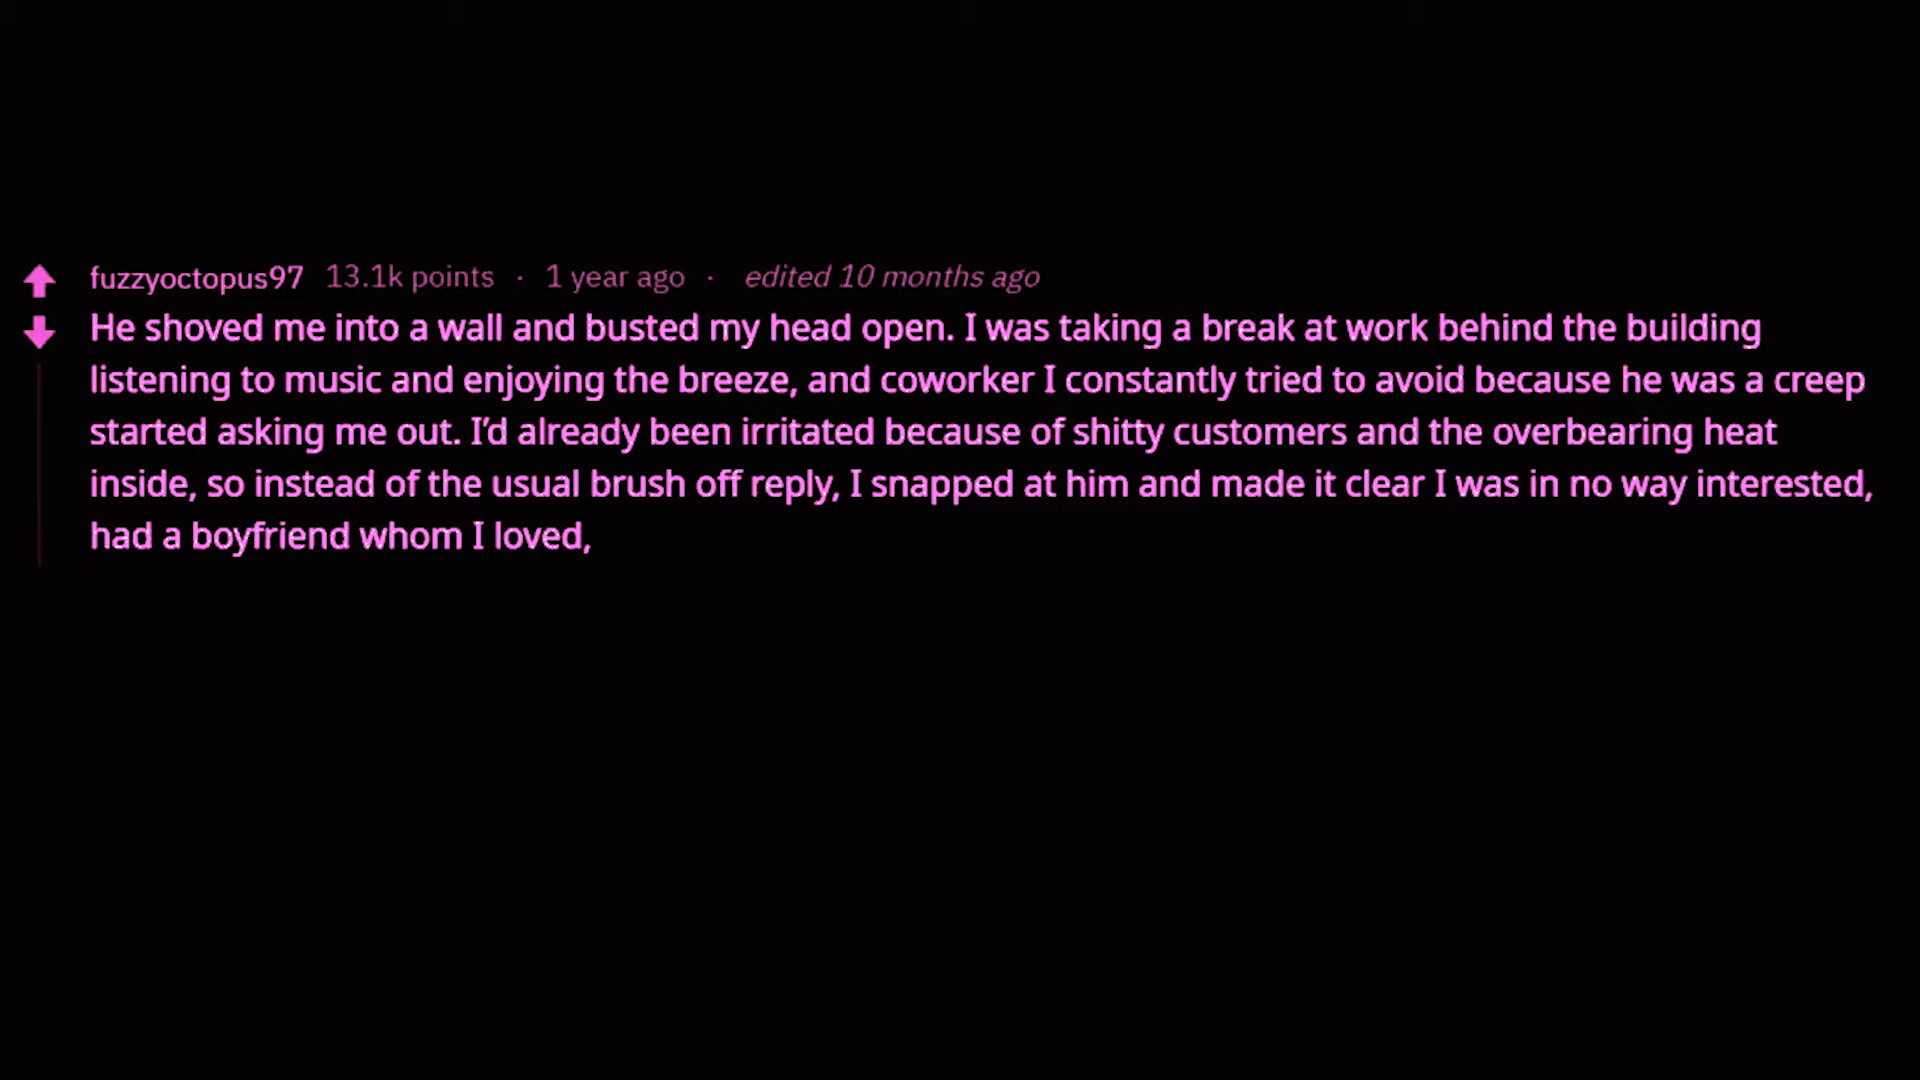 fuzzyoctopus97 13.1k points · 1 year ago · edited 10 months ago
He shoved me into a wall and busted my head open. I was taking a break at work behind the building
listening to music and enjoying the breeze, and coworker I constantly tried to avoid because he was a creep
started asking me out. I’d already been irritated because of shitty customers and the overbearing heat
inside, so instead of the usual brush off reply, I snapped at him and made it clear I was in no way interested,
had a boyfriend whom I loved,